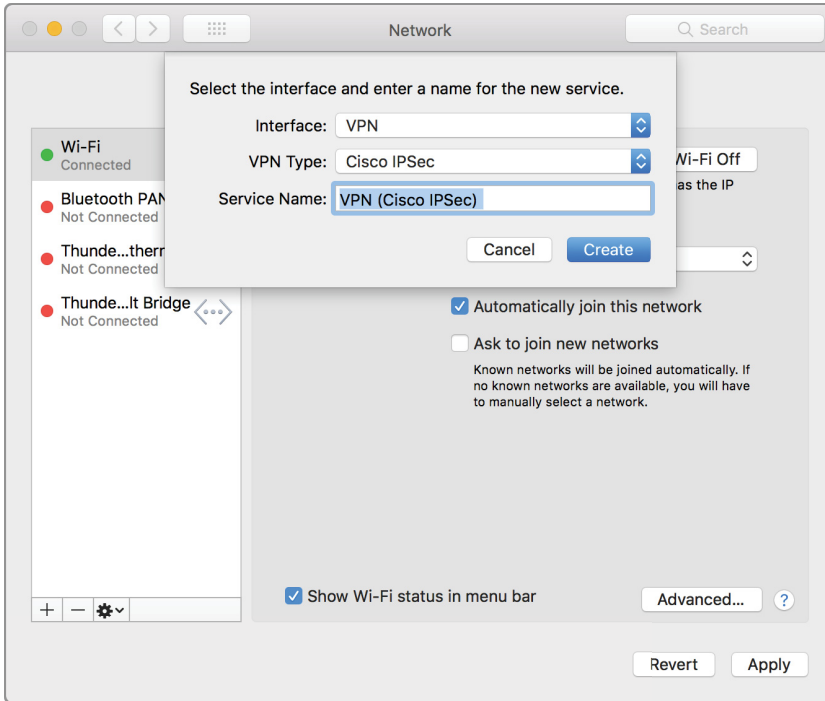 Network
Search
Select the interface and enter a name for the new service.
Interface: VPN
VPN Type: Cisco IPSec
Service Name: VPN (Cisco IPSec)
Cancel Create
Wi-Fi
Connected
Bluetooth PAN
Not Connected
Thunde...thern
Not Connected
Thunde...lt Bridge
Not Connected
Wi-Fi Off
as the IP
Automatically join this network
Ask to join new networks
Known networks will be joined automatically. If
no known networks are available, you will have
to manually select a network.
Show Wi-Fi status in menu bar
Advanced... ?
Revert Apply